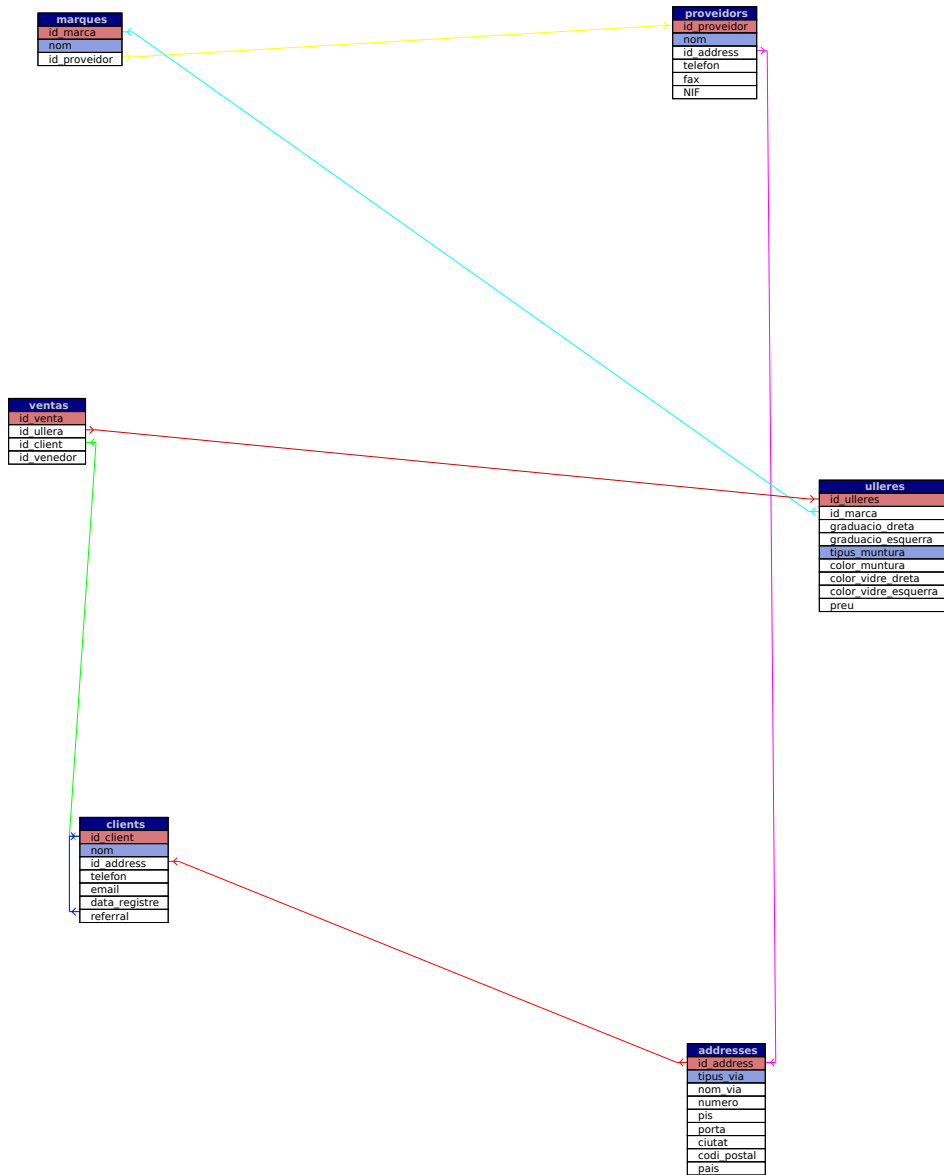 marques
id_marca
nom
id_proveidor
proveidors
id_proveidor
nom
id_address
telefon
fax
NIF
ventas
id_venta
id_ullera
id_client
id_venedor
ulleres
id_ulleres
id_marca
graduacio_dreta
graduacio_esquerra
tipus_muntura
color_muntura
color_vidre_dreta
color_vidre_esquerra
preu
clients
id_client
nom
id_address
telefon
email
data_registre
referral
addresses
id_address
tipus_via
nom_via
numero
pis
porta
ciutat
codi_postal
pais